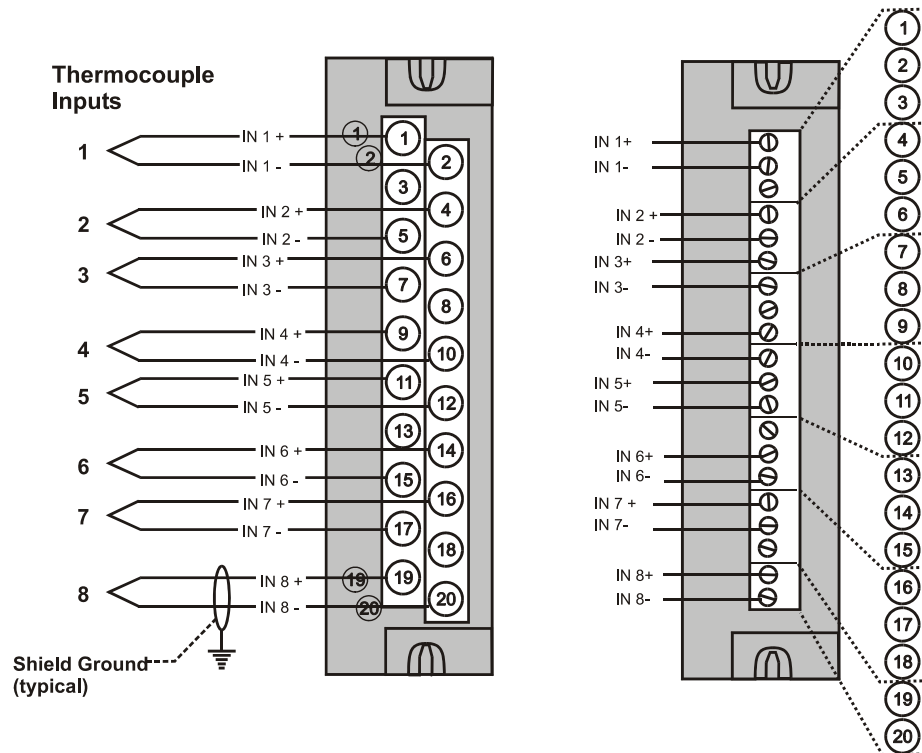 Thermocouple
Inputs
1
IN 1 +
IN 1 -
2
IN 2 +
IN 2 -
3
IN 3 +
IN 3 -
4
IN 4 +
IN 4 -
5
IN 5 +
IN 5 -
6
IN 6 +
IN 6 -
7
IN 7 +
IN 7 -
8
IN 8 +
IN 8 -
Shield Ground
(typical)
1
2
19
20
1
2
3
4
5
6
7
8
9
10
11
12
13
14
15
16
17
18
19
20
IN 1+
IN 1-
IN 2 +
IN 2 -
IN 3+
IN 3-
IN 4+
IN 4-
IN 5+
IN 5-
IN 6+
IN 6-
IN 7 +
IN 7-
IN 8+
IN 8-
1
2
3
4
5
6
7
8
9
10
11
12
13
14
15
16
17
18
19
20